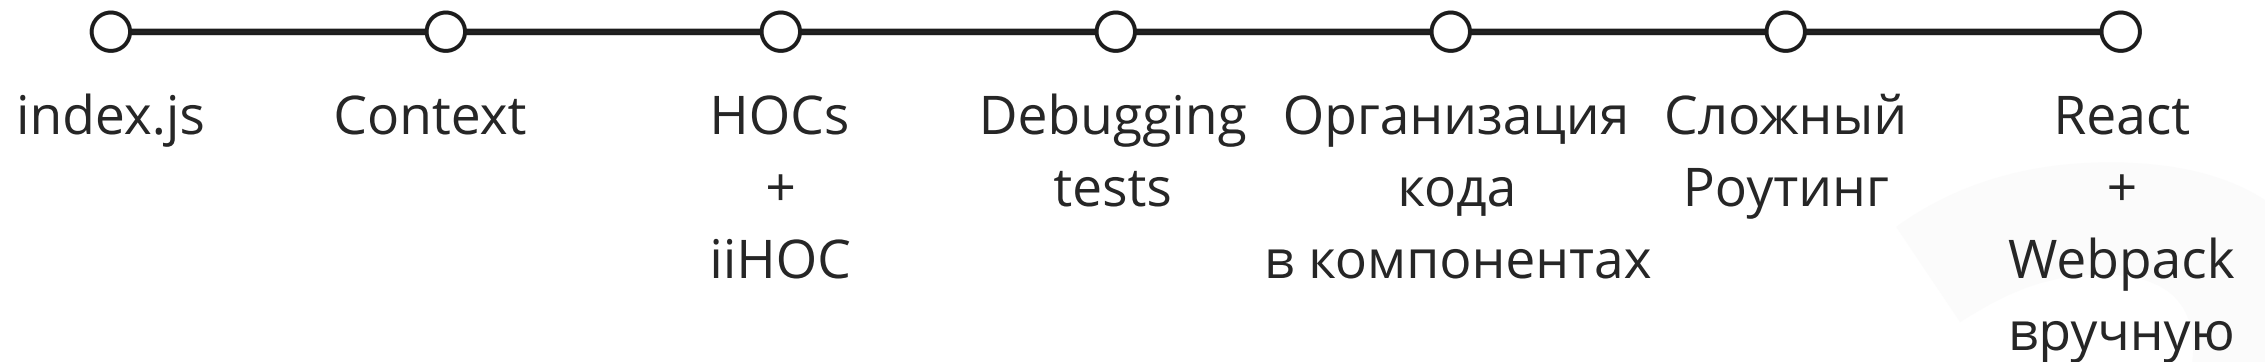 index.js
Context
HOCs
+
iiHOC
Debugging
tests
Организация
кода
в компонентах
Сложный
Роутинг
React
+
Webpack
вручную